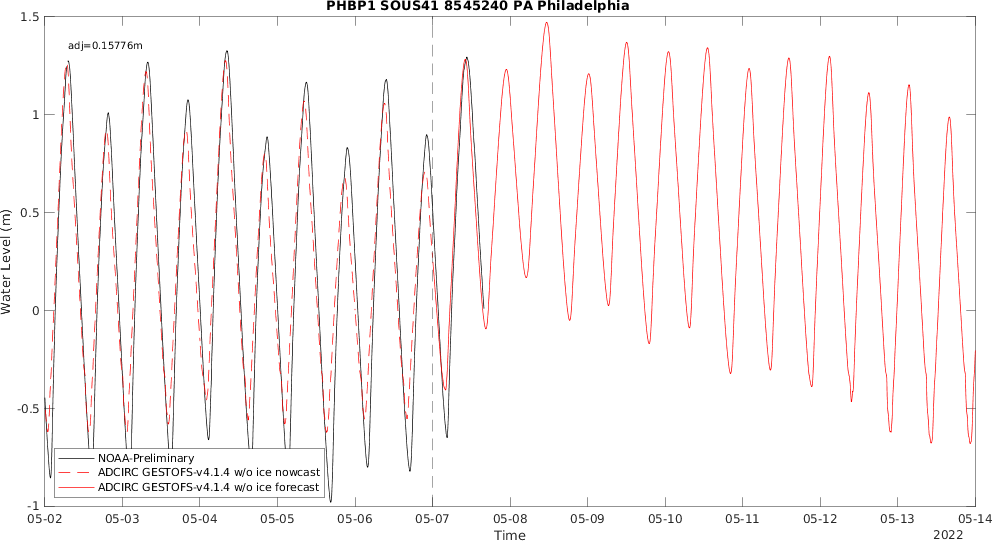 PHBP1 SOUS41 8545240 PA Philadelphia
adj=0.15776m
1.5
1
0.5
0
-0.5
-1
Water Level (m)
NOAA-Preliminary
ADCIRC GESTOFS-v4.1.4 w/o ice nowcast
ADCIRC GESTOFS-v4.1.4 w/o ice forecast
05-02 05-03 05-04 05-05 05-06 05-07 05-08 05-09 05-10 05-11 05-12 05-13 05-14
Time
2022